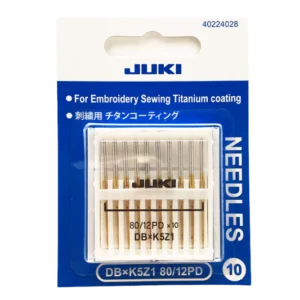 40224028
JUKI
• For Embroidery Sewing Titanium coating
• 刺繍用 チタンコーティング
JUKI
80/12PD x10
DB×K5Z1
NEEDLES
10
DB×K5Z1 80/12PD